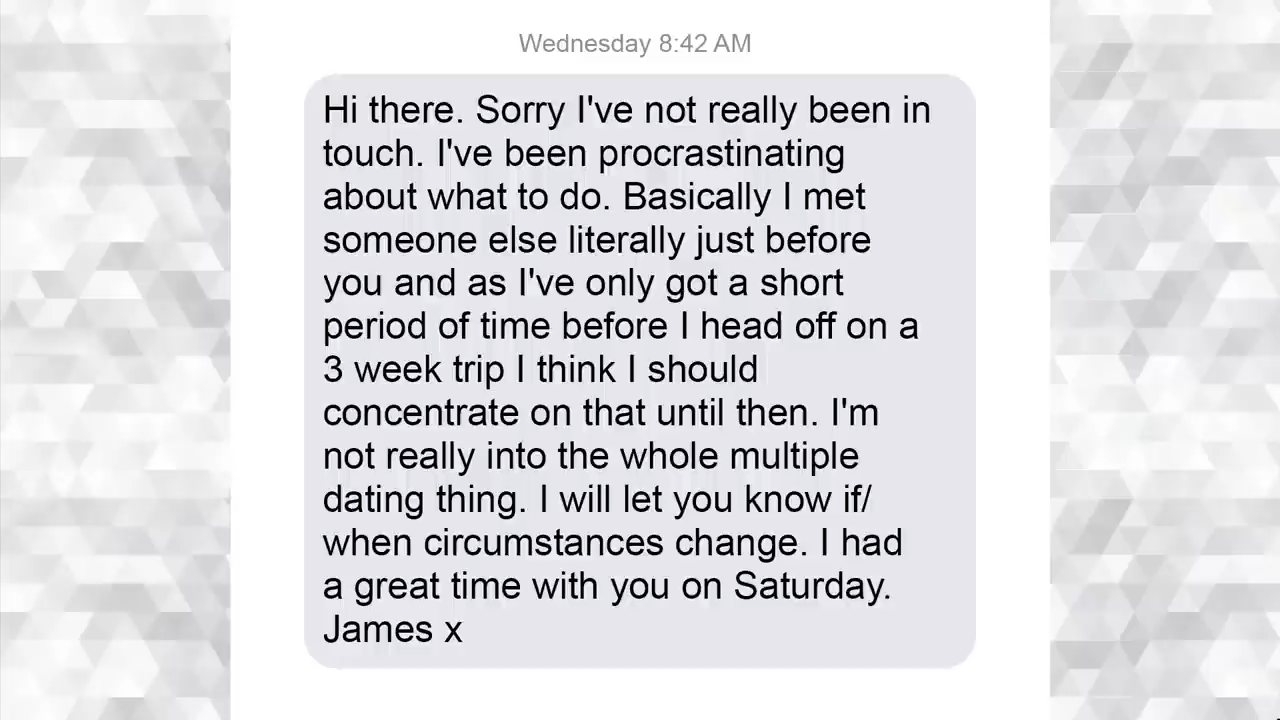 Wednesday 8:42 AM
Hi there. Sorry I've not really been in
touch. I've been procrastinating
about what to do. Basically I met
someone else literally just before
you and as I've only got a short
period of time before I head off on a
3 week trip I think I should
concentrate on that until then. I'm
not really into the whole multiple
dating thing. I will let you know if/
when circumstances change. I had
a great time with you on Saturday.
James x